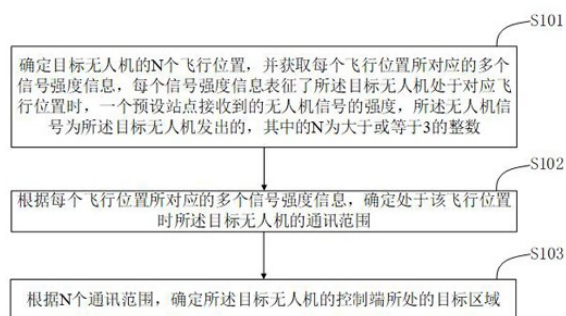 S101
确定目标无人机的N个飞行位置，并获取每个飞行位置所对应的多个
信号强度信息，每个信号强度信息表征了所述目标无人机处于对应飞
行位置时，一个预设站点接收到的无人机信号的强度，所述无人机信
号为所述目标无人机发出的，其中的N为大于或等于3的整数
S102
根据每个飞行位置所对应的多个信号强度信息，确定处于该飞行位置
时所述目标无人机的通讯范围
S103
根据N个通讯范围，确定所述目标无人机的控制端所处的目标区域